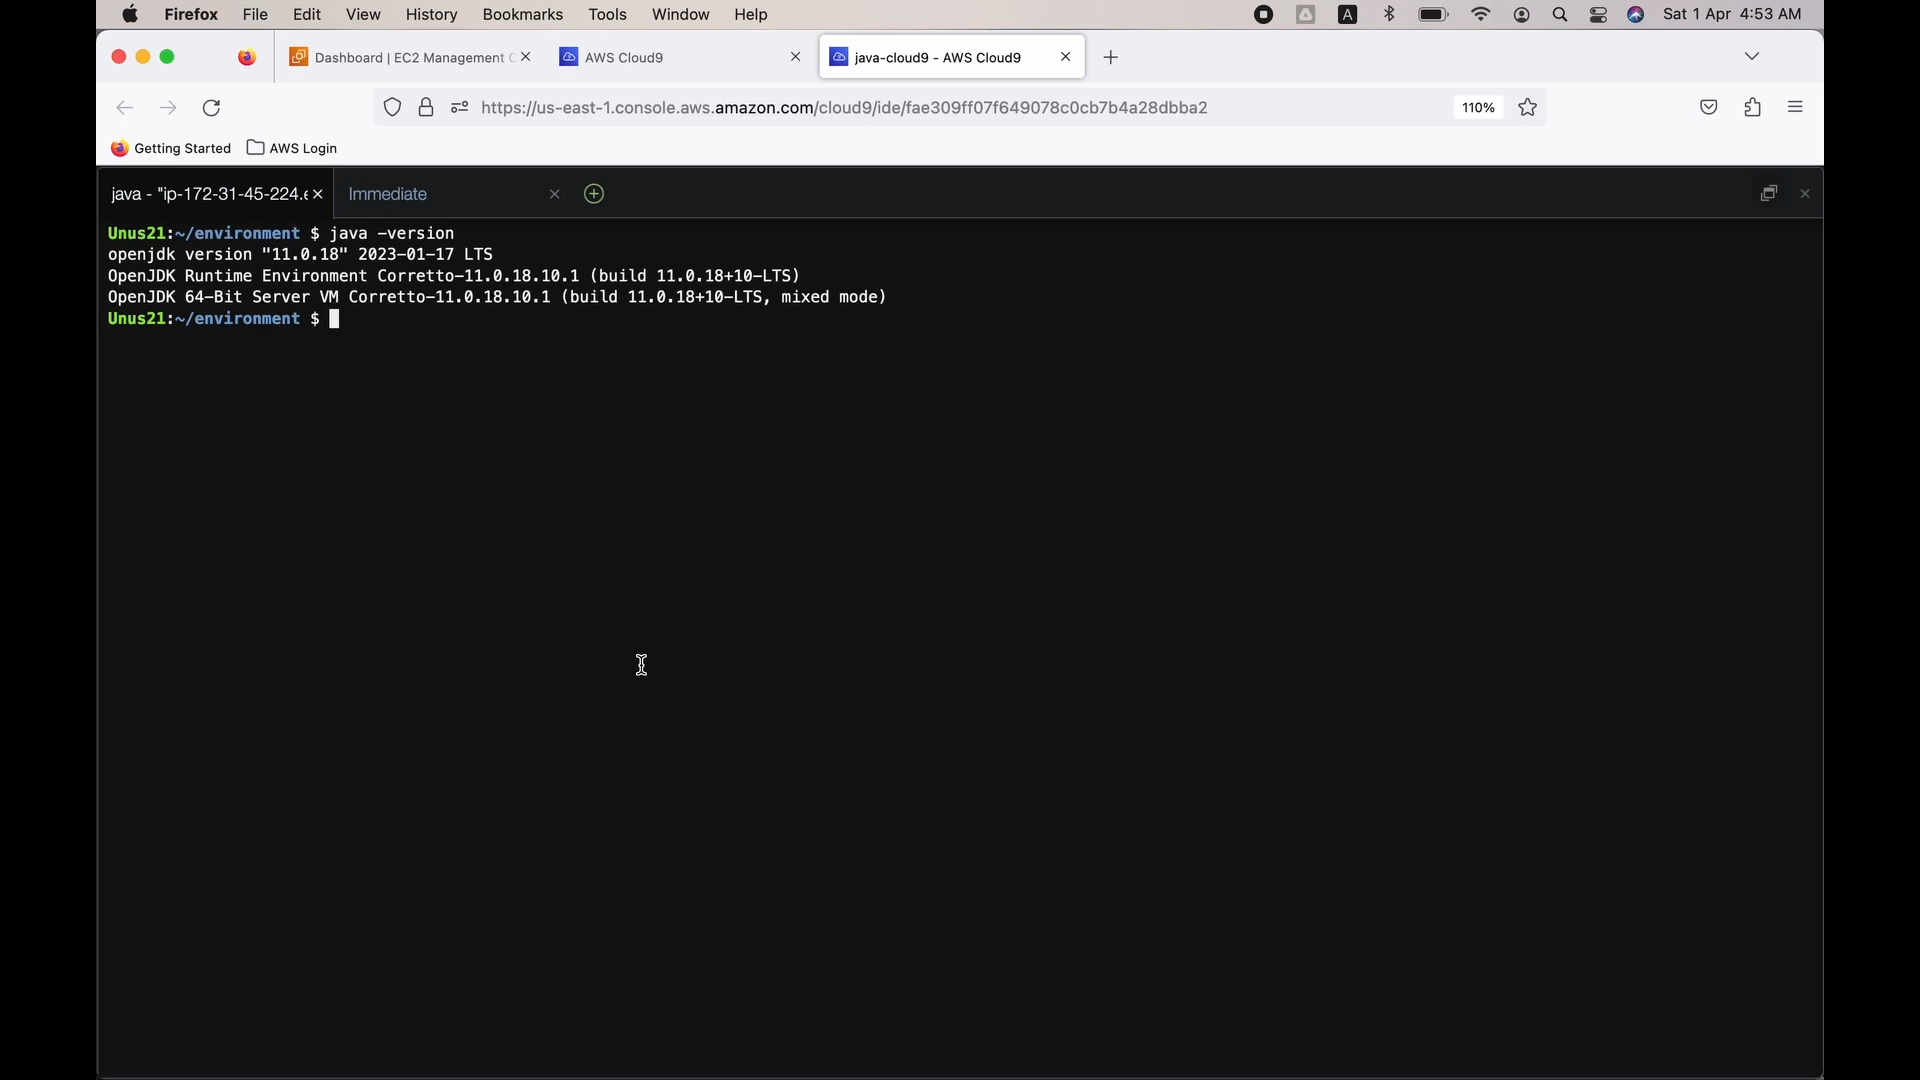 Firefox File Edit View History Bookmarks Tools Window Help A Sat 1 Apr 4:53 AM
Dashboard | EC2 Management C AWS Cloud9 java-cloud9 - AWS Cloud9
https://us-east-1.console.aws.amazon.com/cloud9/ide/fae309ff07f649078c0cb7b4a28dbba2 110%
Getting Started AWS Login
java - "ip-172-31-45-224.e Immediate
Unus21:~/environment $ java -version
openjdk version "11.0.18" 2023-01-17 LTS
OpenJDK Runtime Environment Corretto-11.0.18.10.1 (build 11.0.18+10-LTS)
OpenJDK 64-Bit Server VM Corretto-11.0.18.10.1 (build 11.0.18+10-LTS, mixed mode)
Unus21:~/environment $